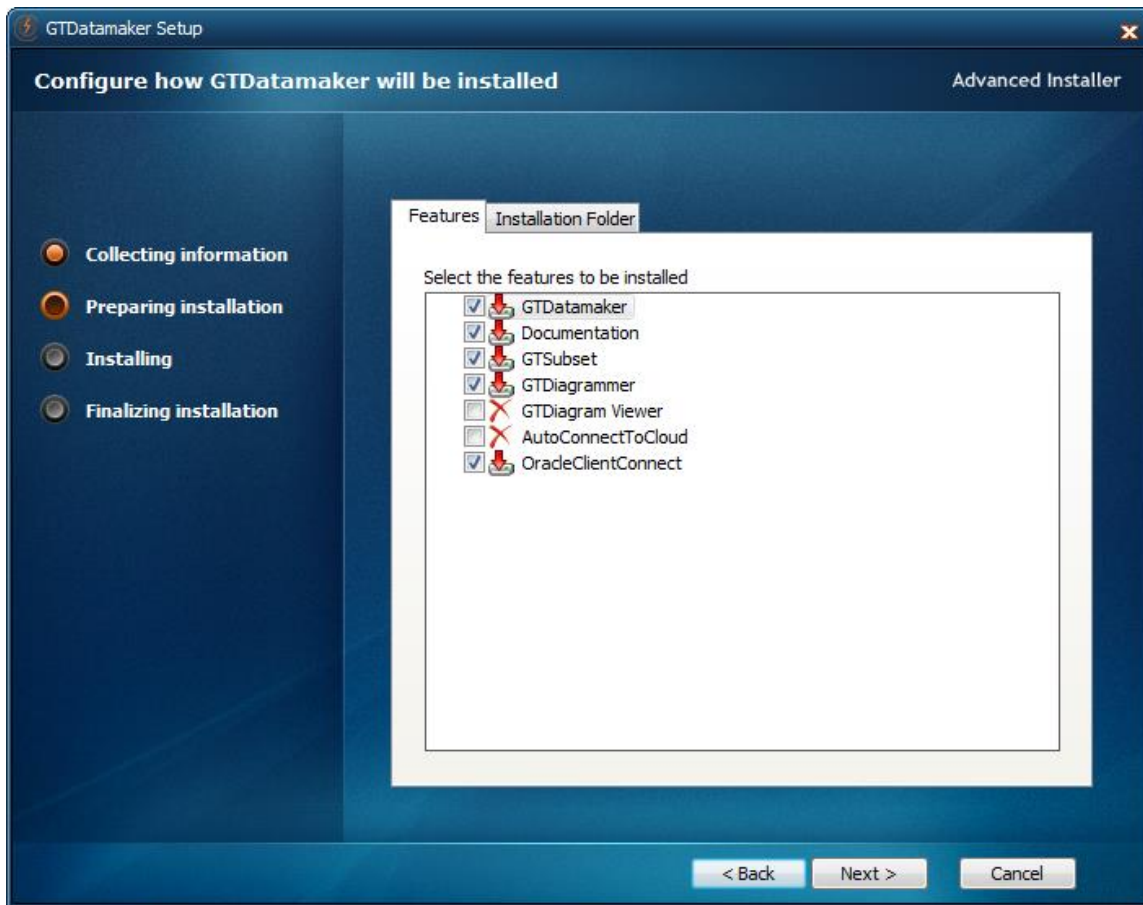 GTDatamaker Setup
Configure how GTDatamaker will be installed
Advanced Installer
Features
Installation Folder
Collecting information
Preparing installation
Installing
Finalizing installation
Select the features to be installed
GTDatamaker
Documentation
GTSubset
GTDiagrammer
GTDiagram Viewer
AutoConnectToCloud
OracleClientConnect
< Back
Next >
Cancel